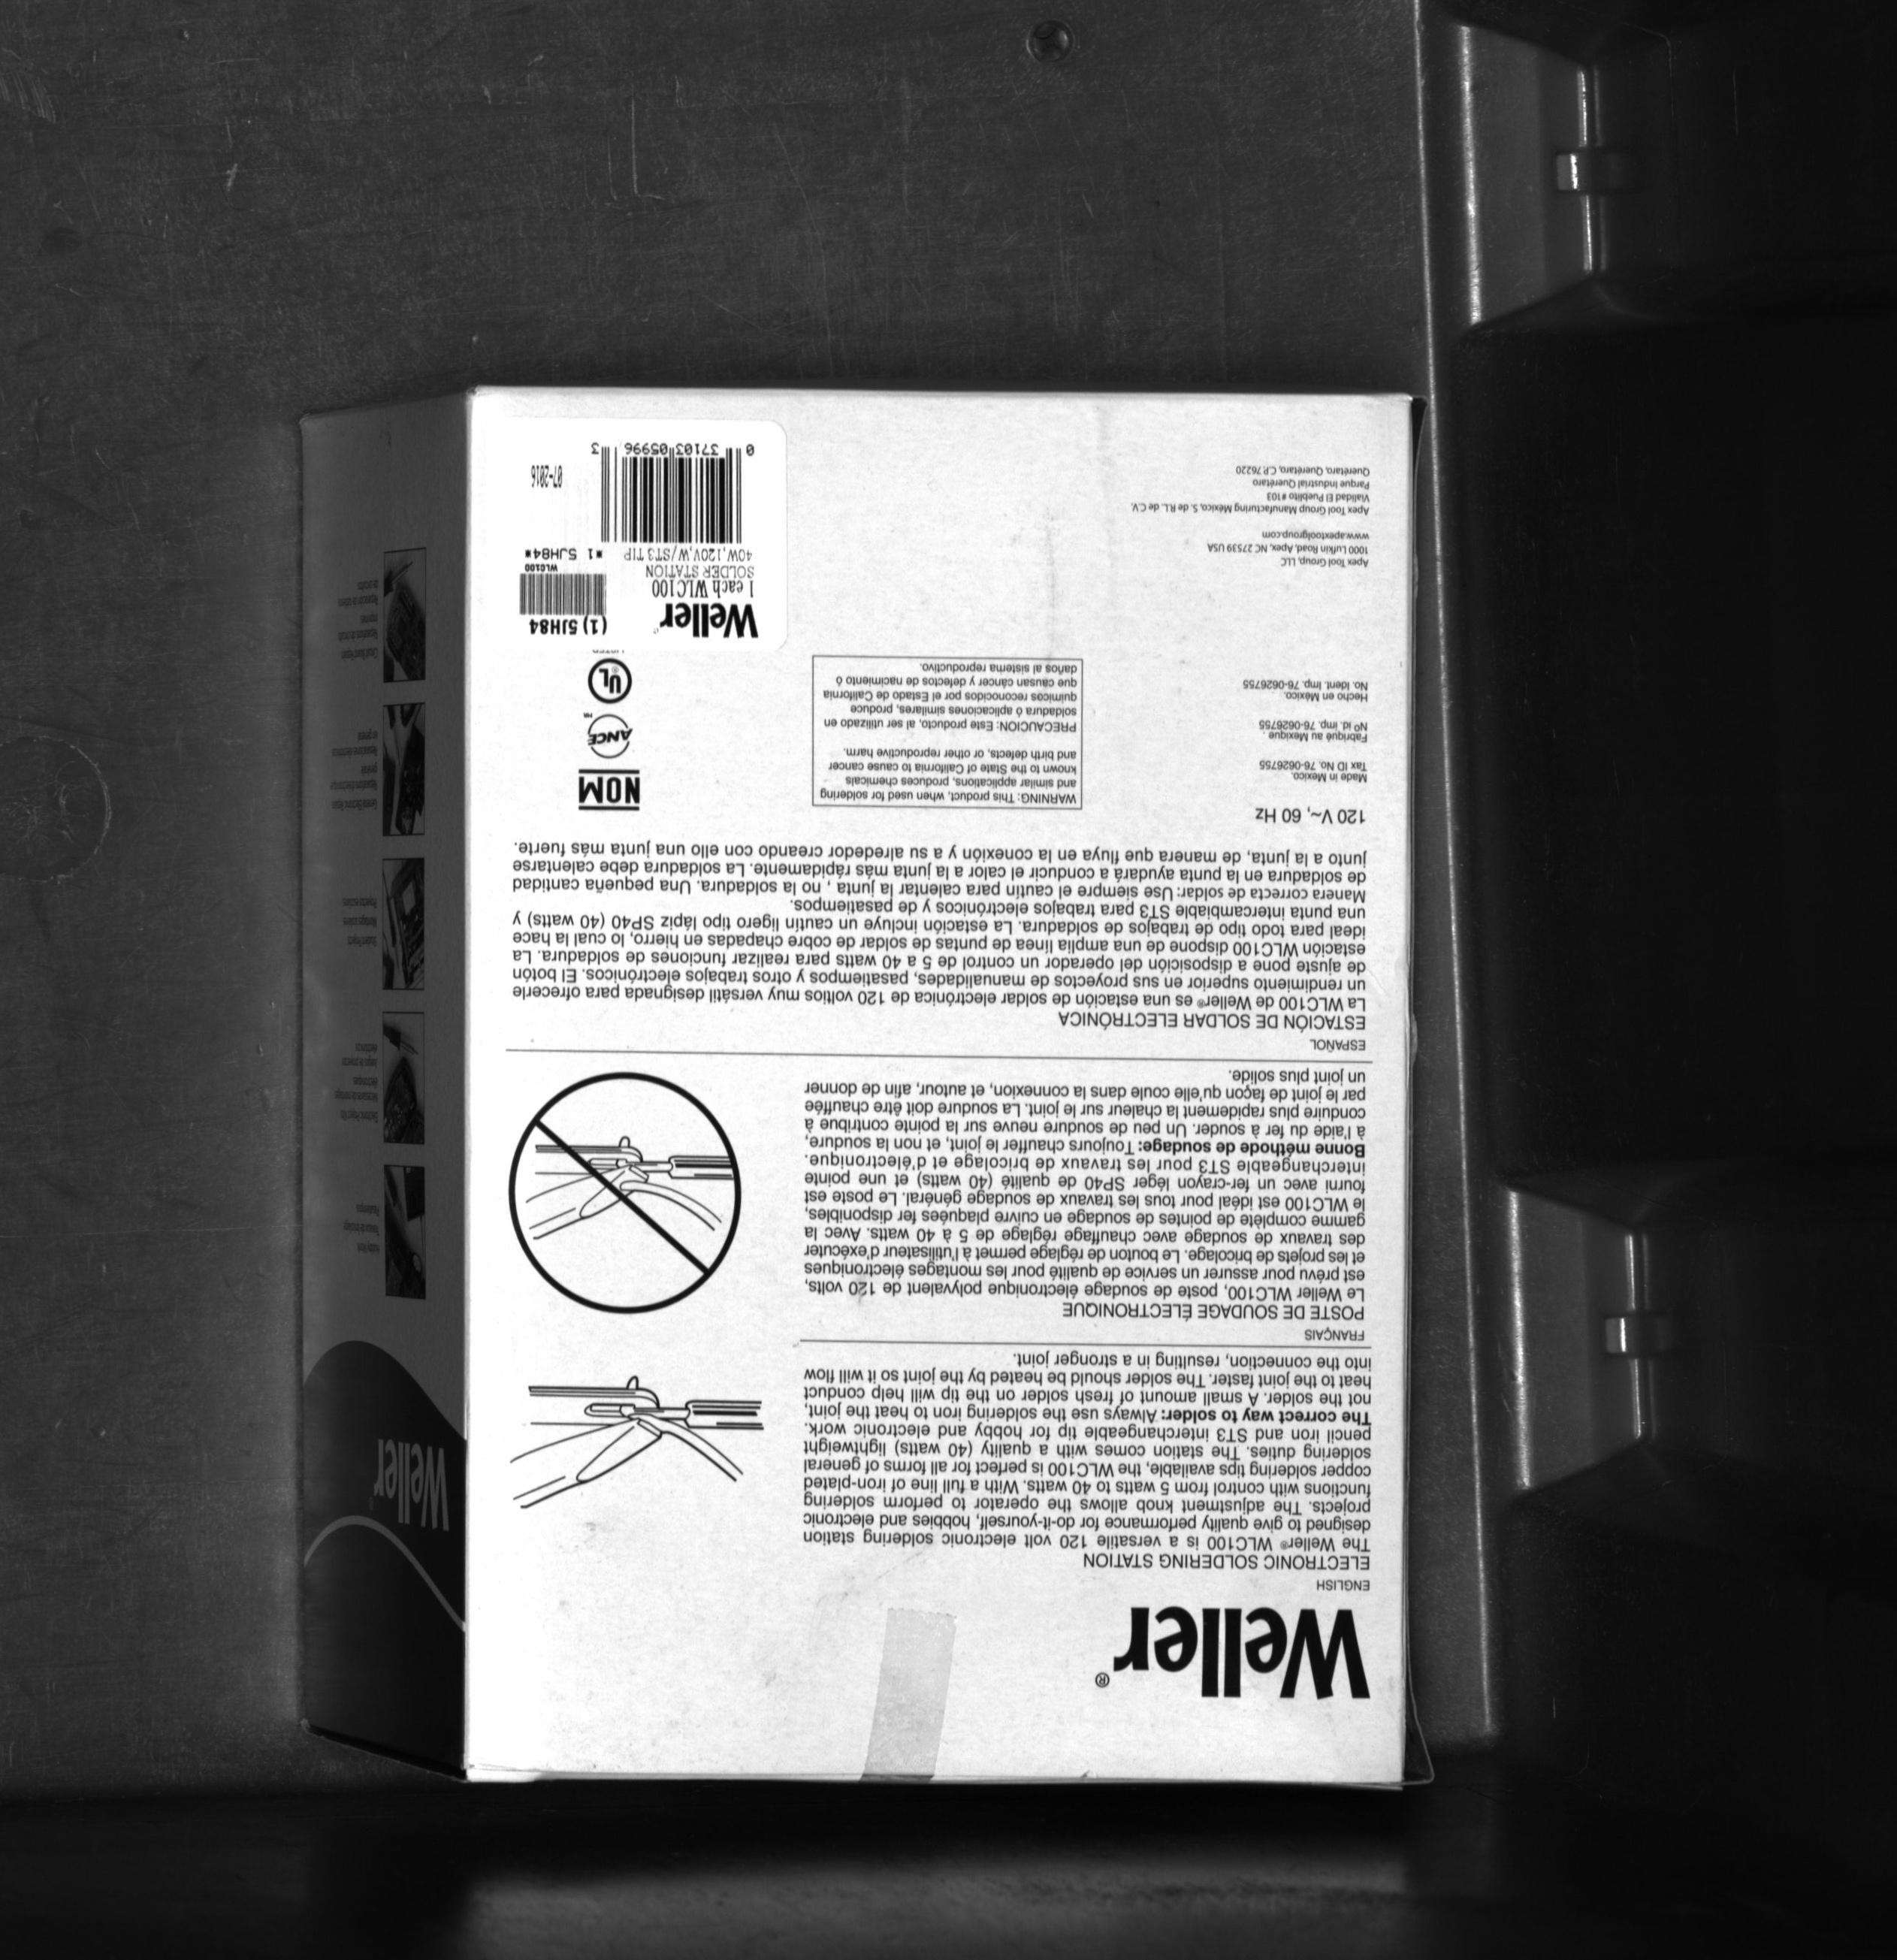 Weller®
ENGLISH
ELECTRONIC SOLDERING STATION
The Weller® WLC100 is a versatile 120 volt electronic soldering station
designed to give quality performance for do-it-yourself, hobbies and electronic
projects. The adjustment knob allows the operator to perform soldering
functions with control from 5 watts to 40 watts. With a full line of iron-plated
copper soldering tips available, the WLC100 is perfect for all forms of general
soldering duties. The station comes with a quality (40 watts) lightweight
pencil iron and ST3 interchangeable tip for hobby and electronic work.
The correct way to solder: Always use the soldering iron to heat the joint,
not the solder. A small amount of fresh solder on the tip will help conduct
heat to the joint faster. The solder should be heated by the joint so it will flow
into the connection, resulting in a stronger joint.
FRANÇAIS
POSTE DE SOUDAGE ÉLECTRONIQUE
Le Weller WLC100, poste de soudage électronique polyvalent de 120 volts,
est prévu pour assurer un service de qualité pour les montages électroniques
et les projets de bricolage. Le bouton de réglage permet à l'utilisateur d'exécuter
des travaux de soudage avec chauffage réglage de 5 à 40 watts. Avec la
gamme complète de pointes de soudage en cuivre plaquées fer disponibles,
le WLC100 est idéal pour tous les travaux de soudage général. Le poste est
fourni avec un fer-crayon léger SP40 de qualité (40 watts) et une pointe
interchangeable ST3 pour les travaux de bricolage et d'électronique.
Bonne méthode de soudage: Toujours chauffer le joint, et non la soudure,
à l'aide du fer à souder. Un peu de soudure neuve sur la pointe contribue à
conduire plus rapidement la chaleur sur le joint. La soudure doit être chauffée
par le joint de façon qu'elle coule dans la connexion, et autour, afin de donner
un joint plus solide.
ESPAÑOL
ESTACIÓN DE SOLDAR ELECTRÓNICA
La WLC100 de Weller® es una estación de soldar electrónica de 120 voltios muy versátil designada para ofrecerle
un rendimiento superior en sus proyectos de manualidades, pasatiempos y otros trabajos electrónicos. El botón
de ajuste pone a disposición del operador un control de 5 a 40 watts para realizar funciones de soldadura. La
estación WLC100 dispone de una amplia línea de puntas de soldar de cobre chapadas en hierro, lo cual la hace
ideal para todo tipo de trabajos de soldadura. La estación incluye un cautín ligero tipo lápiz SP40 (40 watts) y
una punta intercambiable ST3 para trabajos electrónicos y de pasatiempos.
Manera correcta de soldar: Use siempre el cautín para calentar la junta , no la soldadura. Una pequeña cantidad
de soldadura en la punta ayudará a conducir el calor a la junta más rápidamente. La soldadura debe calentarse
junto a la junta, de manera que fluya en la conexión y a su alrededor creando con ello una junta más fuerte.
120 V~, 60 Hz
Made in Mexico.
Tax ID No. 76-0626755
Fabriqué au Mexique .
Nº id. imp. 76-0626755
Hecho en México.
No. Ident. Imp. 76-0626755
WARNING: This product, when used for soldering
and similar applications, produces chemicals
known to the State of California to cause cancer
and birth defects, or other reproductive harm.
PRECAUCION: Este producto, al ser utilizado en
soldadura ó aplicaciones similares, produce
químicos reconocidos por el Estado de California
que causan cáncer y defectos de nacimiento ó
daños al sistema reproductivo.
NOM
ANCE
UL
Apex Tool Group, LLC
1000 Lufkin Road, Apex, NC 27539 USA
www.apextoolgroup.com
Apex Tool Group Manufacturing México, S. de R.L. de C.V.
Vialidad El Pueblito #103
Parque Industrial Querétaro
Querétaro, Querétaro, C.P. 76220
Weller
1 each WLC100
SOLDER STATION
40W,120V,W/ST3 TIP
(1) 5JH84
WLC100
*1 5JH84*
0 37103 05996 3
07-2016
Weller